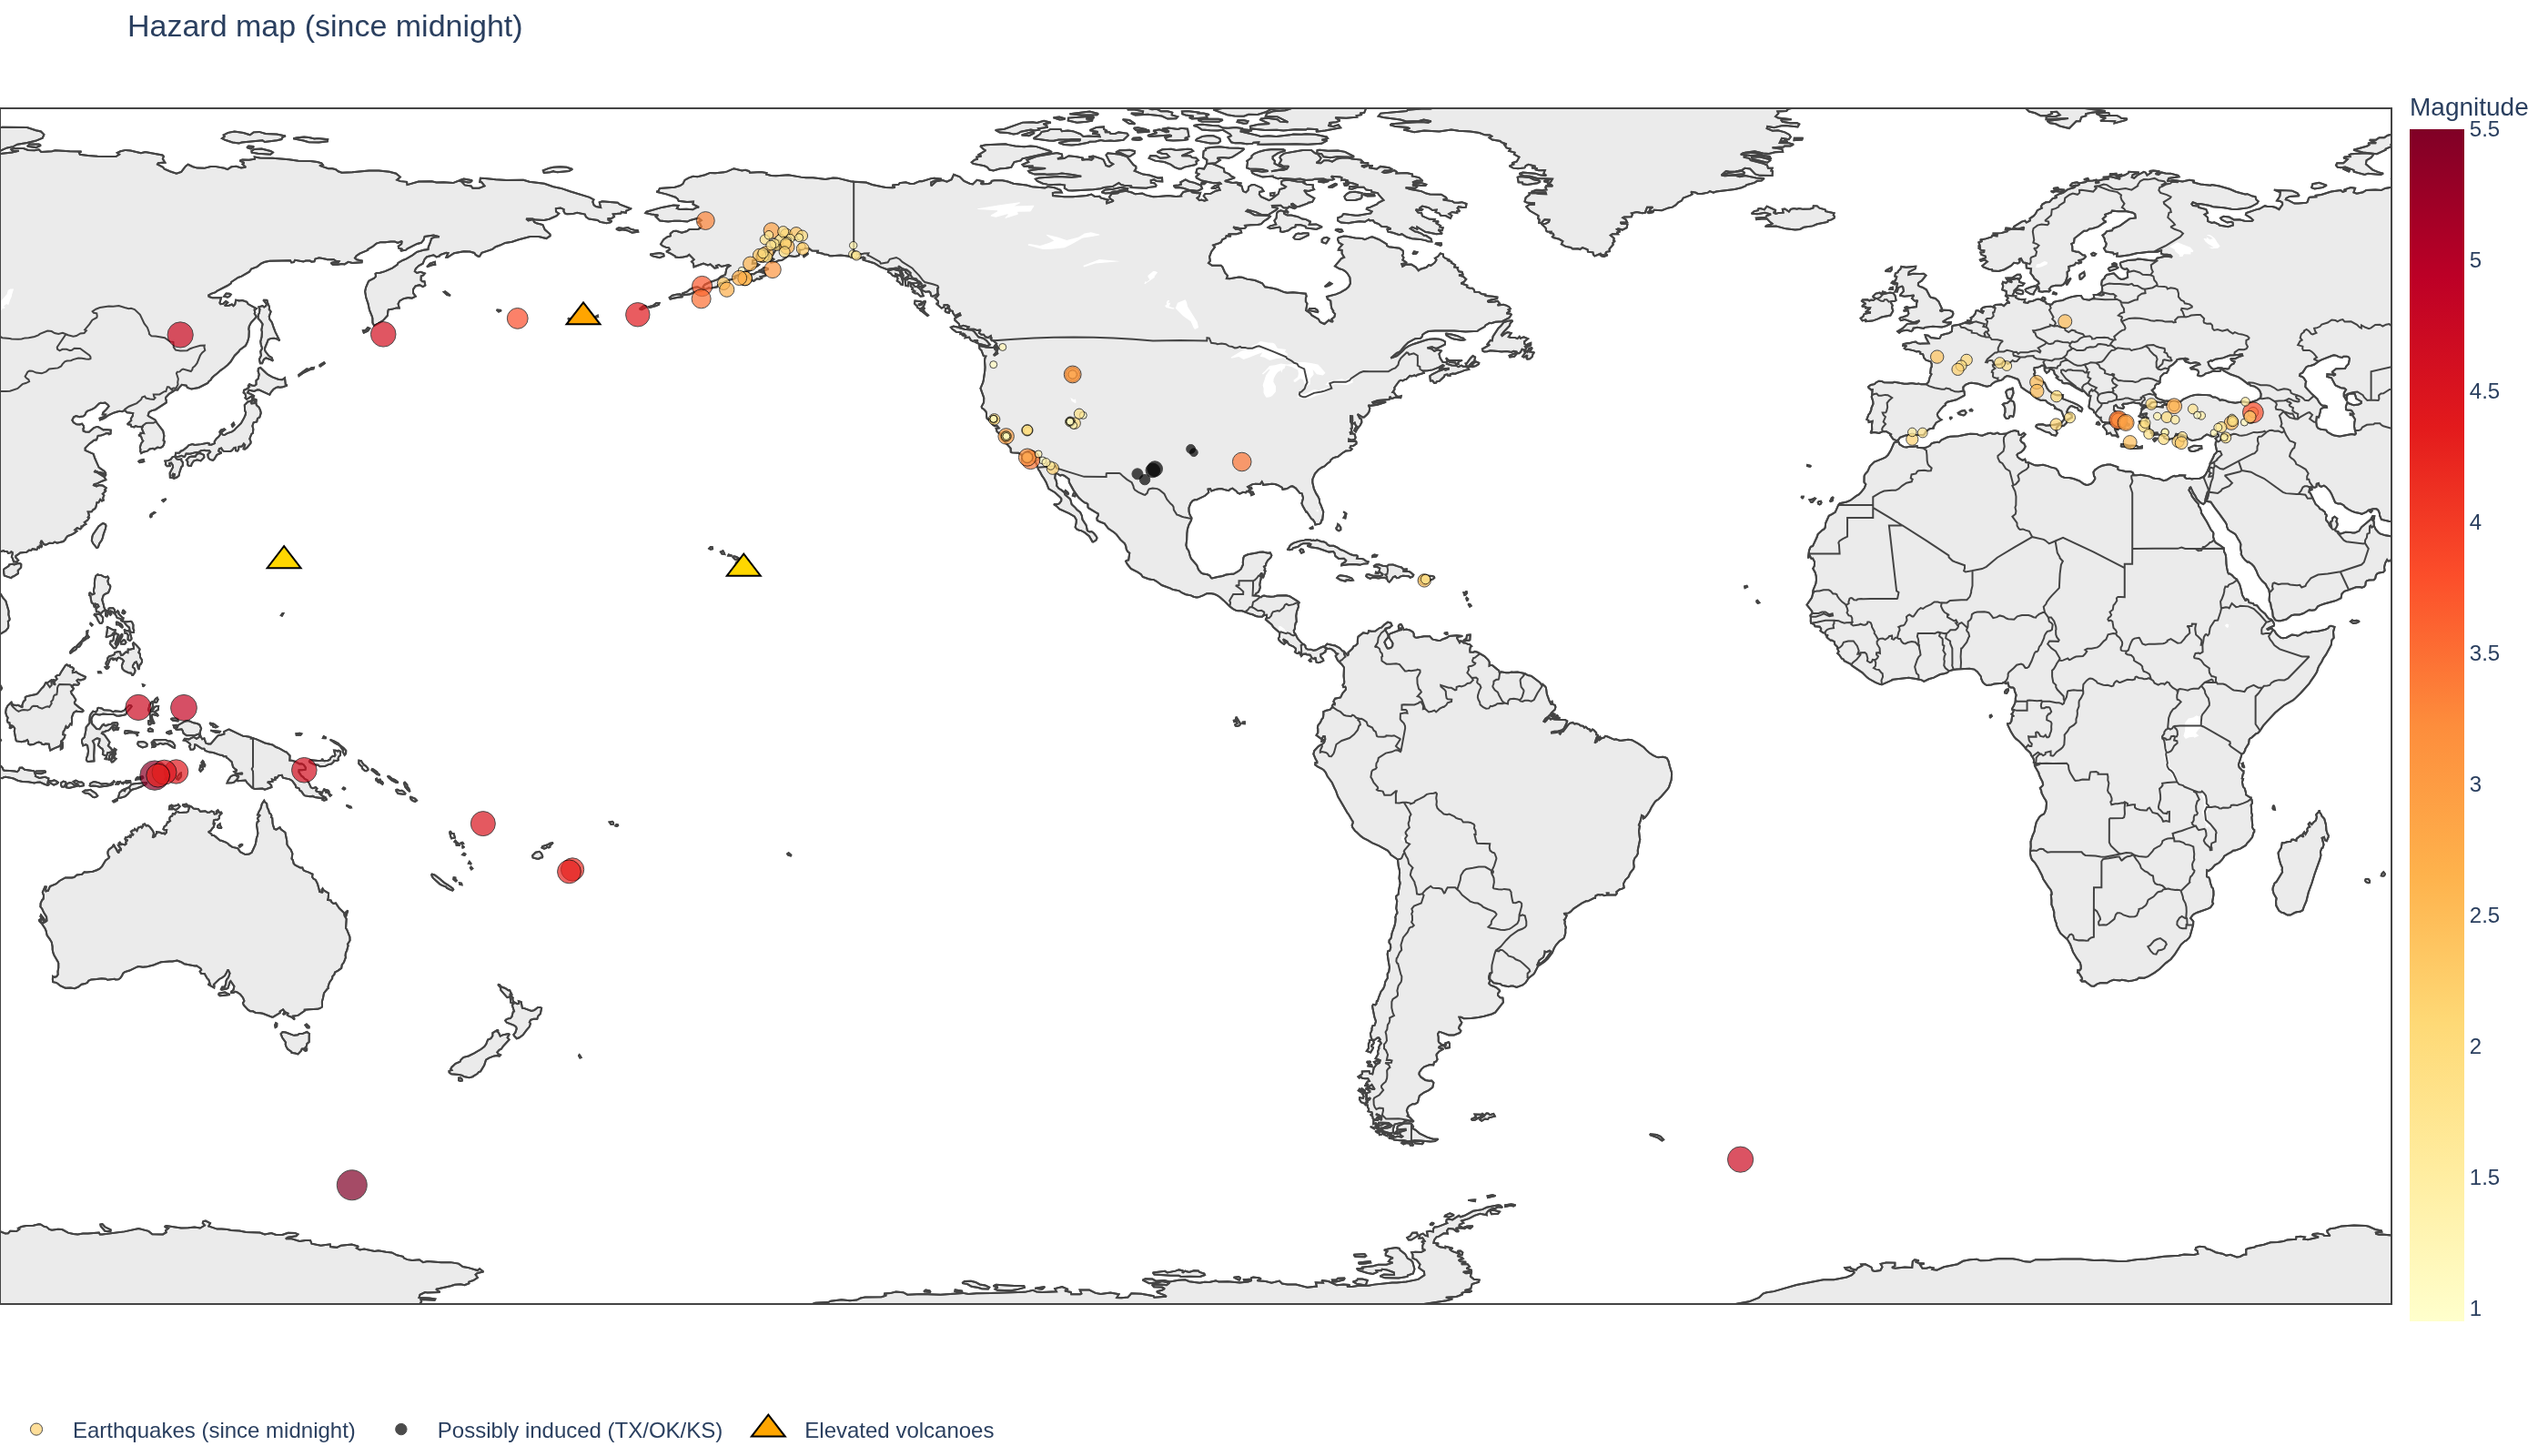 Hazard map (since midnight)
Magnitude
5.5
5
4.5
4
3.5
3
2.5
2
1.5
1
Earthquakes (since midnight)
Possibly induced (TX/OK/KS)
Elevated volcanoes